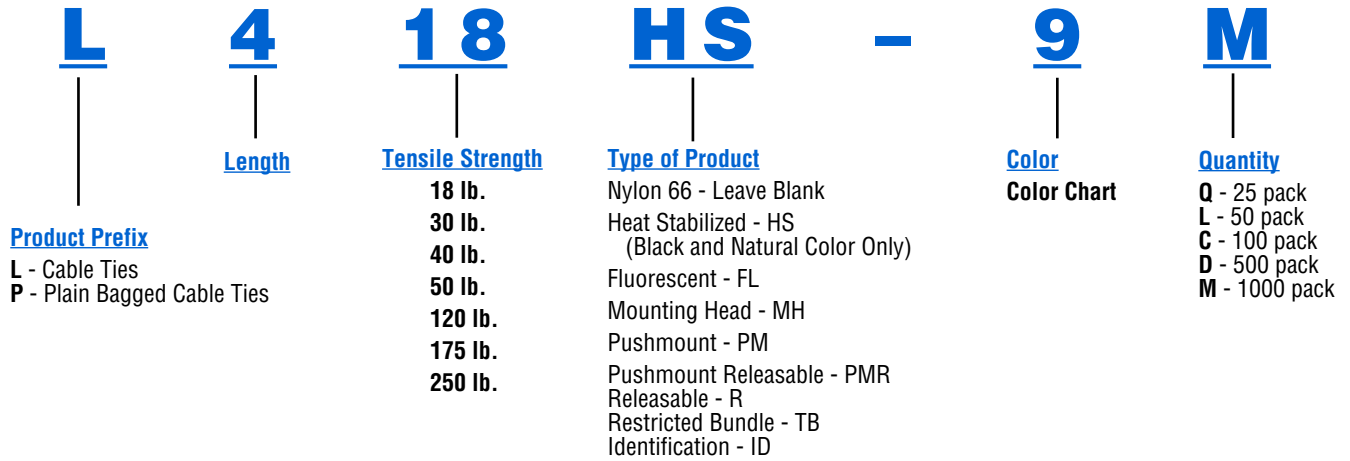 L 4 18 HS - 9 M
Product Prefix
L - Cable Ties
P - Plain Bagged Cable Ties
Length
Tensile Strength
18 lb.
30 lb.
40 lb.
50 lb.
120 lb.
175 lb.
250 lb.
Type of Product
Nylon 66 - Leave Blank
Heat Stabilized - HS
(Black and Natural Color Only)
Fluorescent - FL
Mounting Head - MH
Pushmount - PM
Pushmount Releasable - PMR
Releasable - R
Restricted Bundle - TB
Identification - ID
Color
Color Chart
Quantity
Q - 25 pack
L - 50 pack
C - 100 pack
D - 500 pack
M - 1000 pack